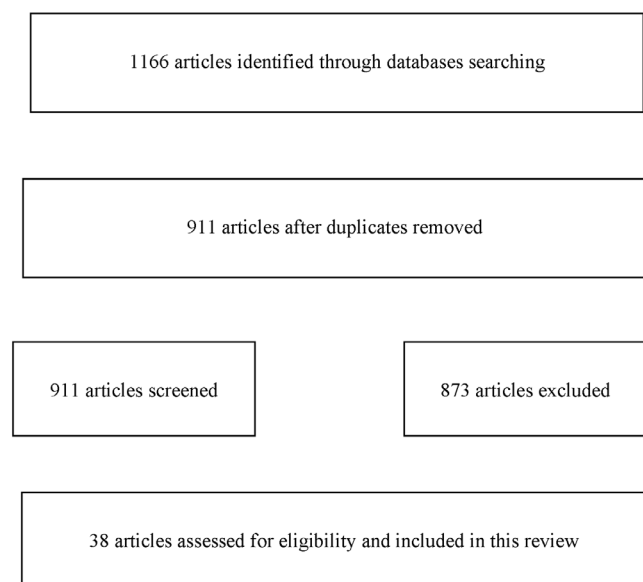 1166 articles identified through databases searching
911 articles after duplicates removed
911 articles screened
873 articles excluded
38 articles assessed for eligibility and included in this review